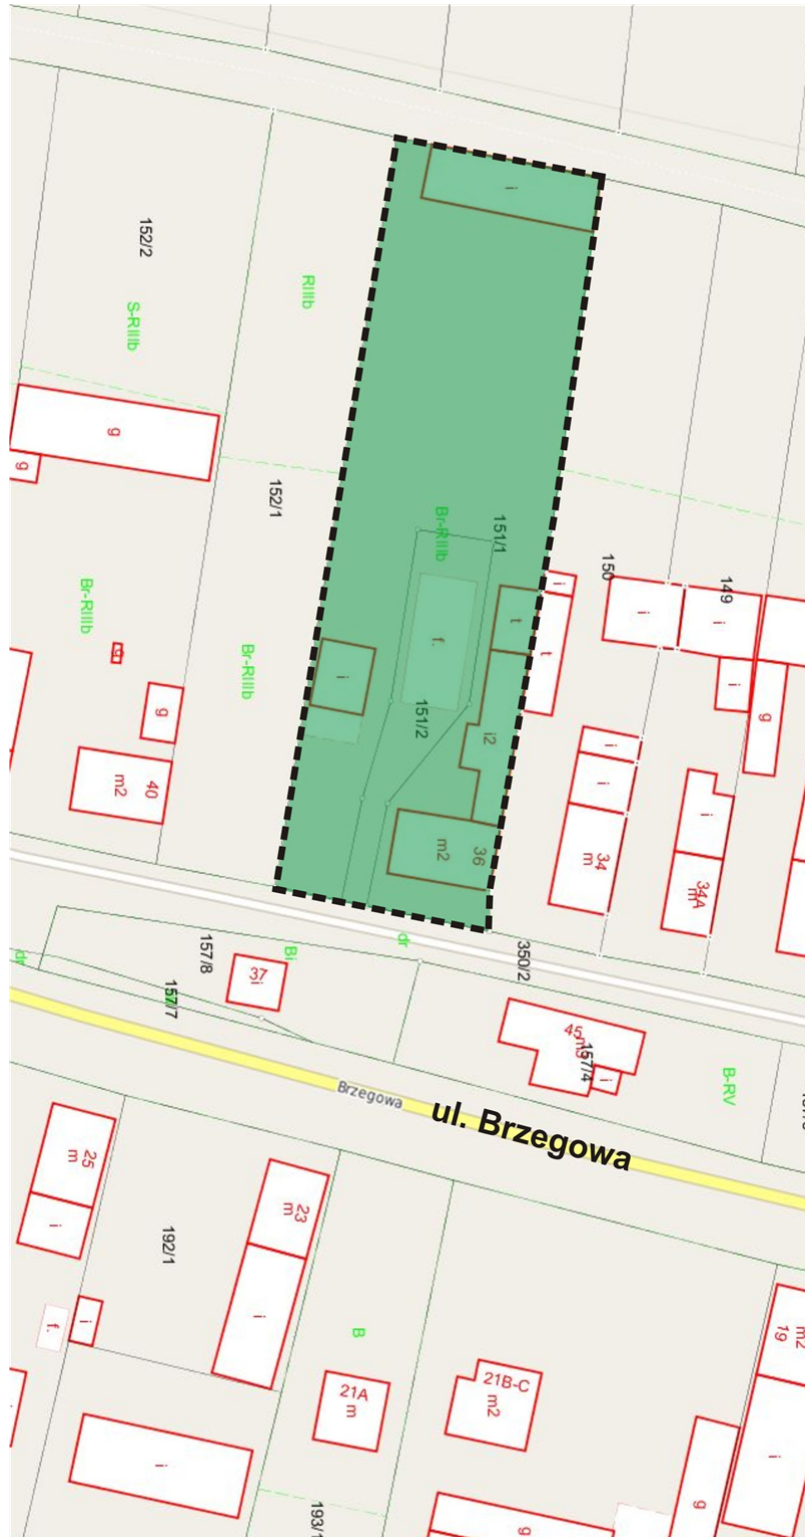 i
152/2
RIIIb
S-RIIIb
g
g
152/1
Br-RIIIb
151/1
150
149
i
t
t
i
i
i
g
f.
Br-RIIIb
g
Br-RIIIb
i
151/2
i2
g
i
i
i
40
m2
36
m2
34
m
34A
m
dr
350/2
157/8
Bi
37
i
dr
157/7
45
157/4
i
B-RV
Brzegowa
ul. Brzegowa
25
m
i
23
m
192/1
i
f.
i
B
21A
m
21B-C
m2
m2
19
i
i
g
g
193/1